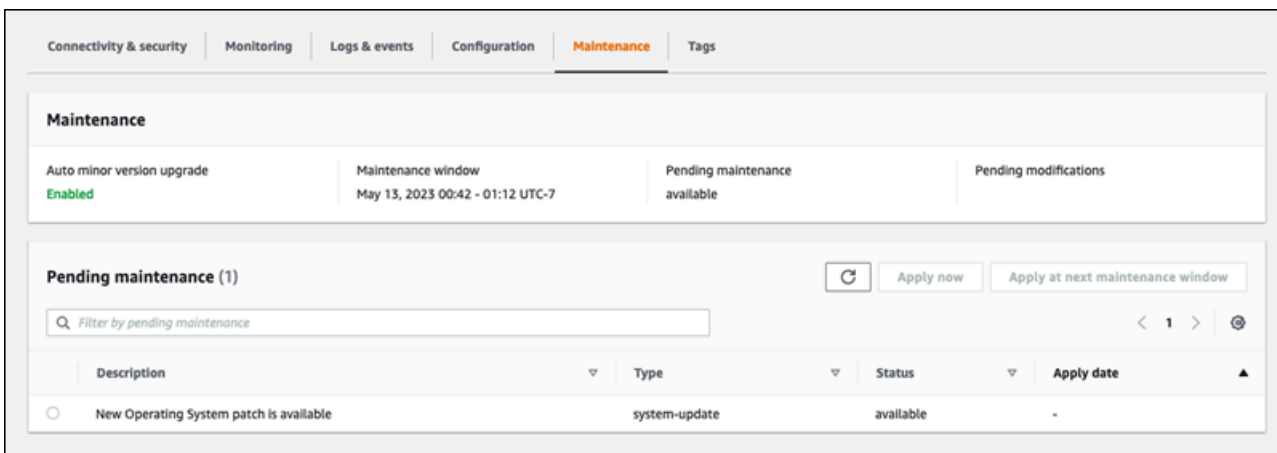 Connectivity & security Monitoring Logs & events Configuration Maintenance Tags
Maintenance
Auto minor version upgrade Maintenance window Pending maintenance Pending modifications
Enabled May 13, 2023 00:42 - 01:12 UTC-7 available
Pending maintenance (1) Apply now Apply at next maintenance window
Filter by pending maintenance 1
Description Type Status Apply date
New Operating System patch is available system-update available -